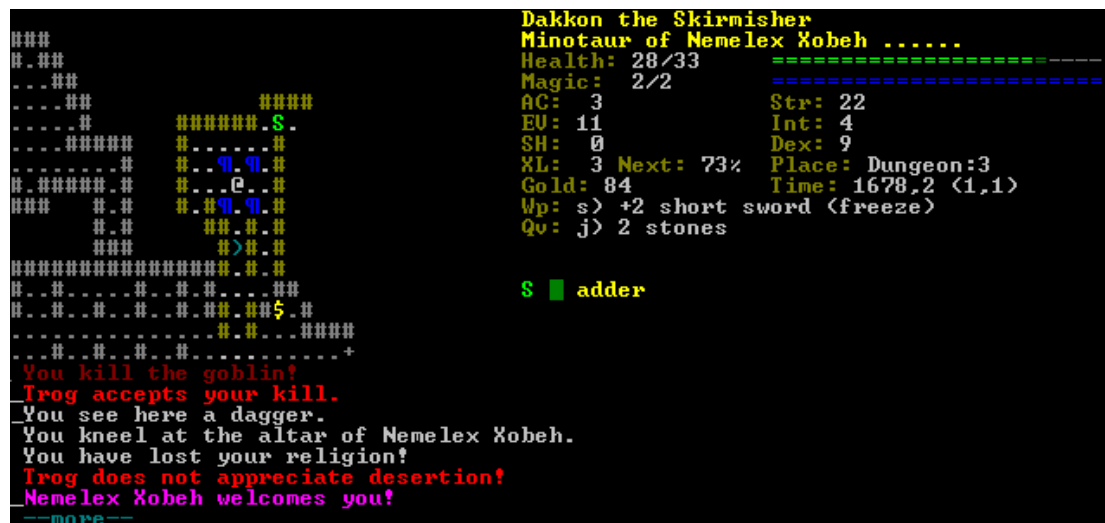 Dakkon the Skirmisher
Minotaur of Nemelex Xobeh ......
Health: 28/33 ========================----
Magic: 2/2 ========================
AC: 3 Str: 22
EV: 11 Int: 4
SH: 0 Dex: 9
XL: 3 Next: 73% Place: Dungeon:3
Gold: 84 Time: 1678,2 (1,1)
Wp: s) +2 short sword (freeze)
Qv: j) 2 stones
S adder
_You kill the goblin!
_Trog accepts your kill.
_You see here a dagger.
You kneel at the altar of Nemelex Xobeh.
You have lost your religion!
Trog does not appreciate desertion!
_Nemelex Xobeh welcomes you!
--more--